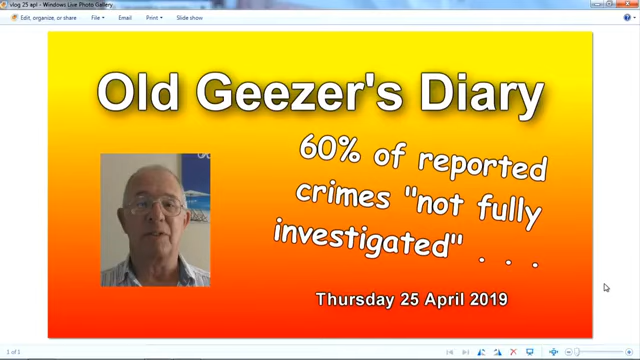 vlog 25 apl - Windows Live Photo Gallery
Edit, organize, or share File Email Print Slide show
Old Geezer's Diary
60% of reported
crimes "not fully
investigated" . . .
Thursday 25 April 2019
1 of 1